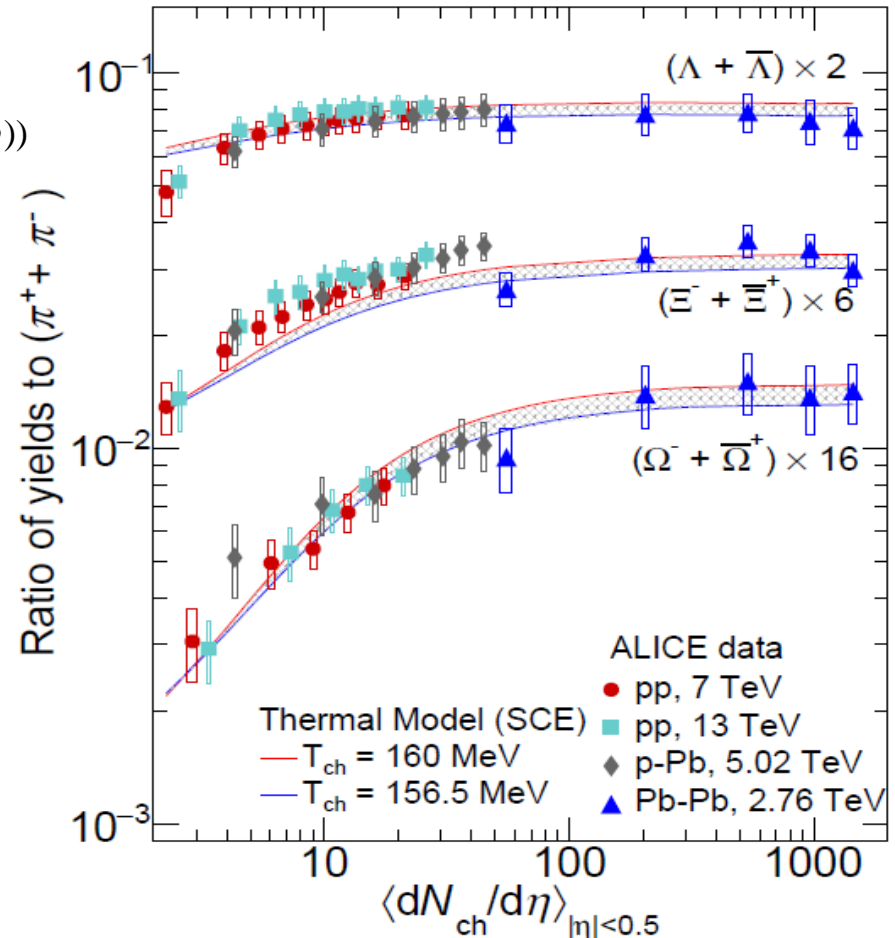 10⁻¹
(Λ + Λ̅) × 2
))
(Ξ⁻ + Ξ̅⁺) × 6
Ratio of yields to (π⁺ + π⁻)
10⁻²
(Ω⁻ + Ω̅⁺) × 16
ALICE data
pp, 7 TeV
pp, 13 TeV
p-Pb, 5.02 TeV
Pb-Pb, 2.76 TeV
Thermal Model (SCE)
T_ch = 160 MeV
T_ch = 156.5 MeV
10⁻³
10 100 1000
⟨dN_ch/dη⟩_|η|<0.5